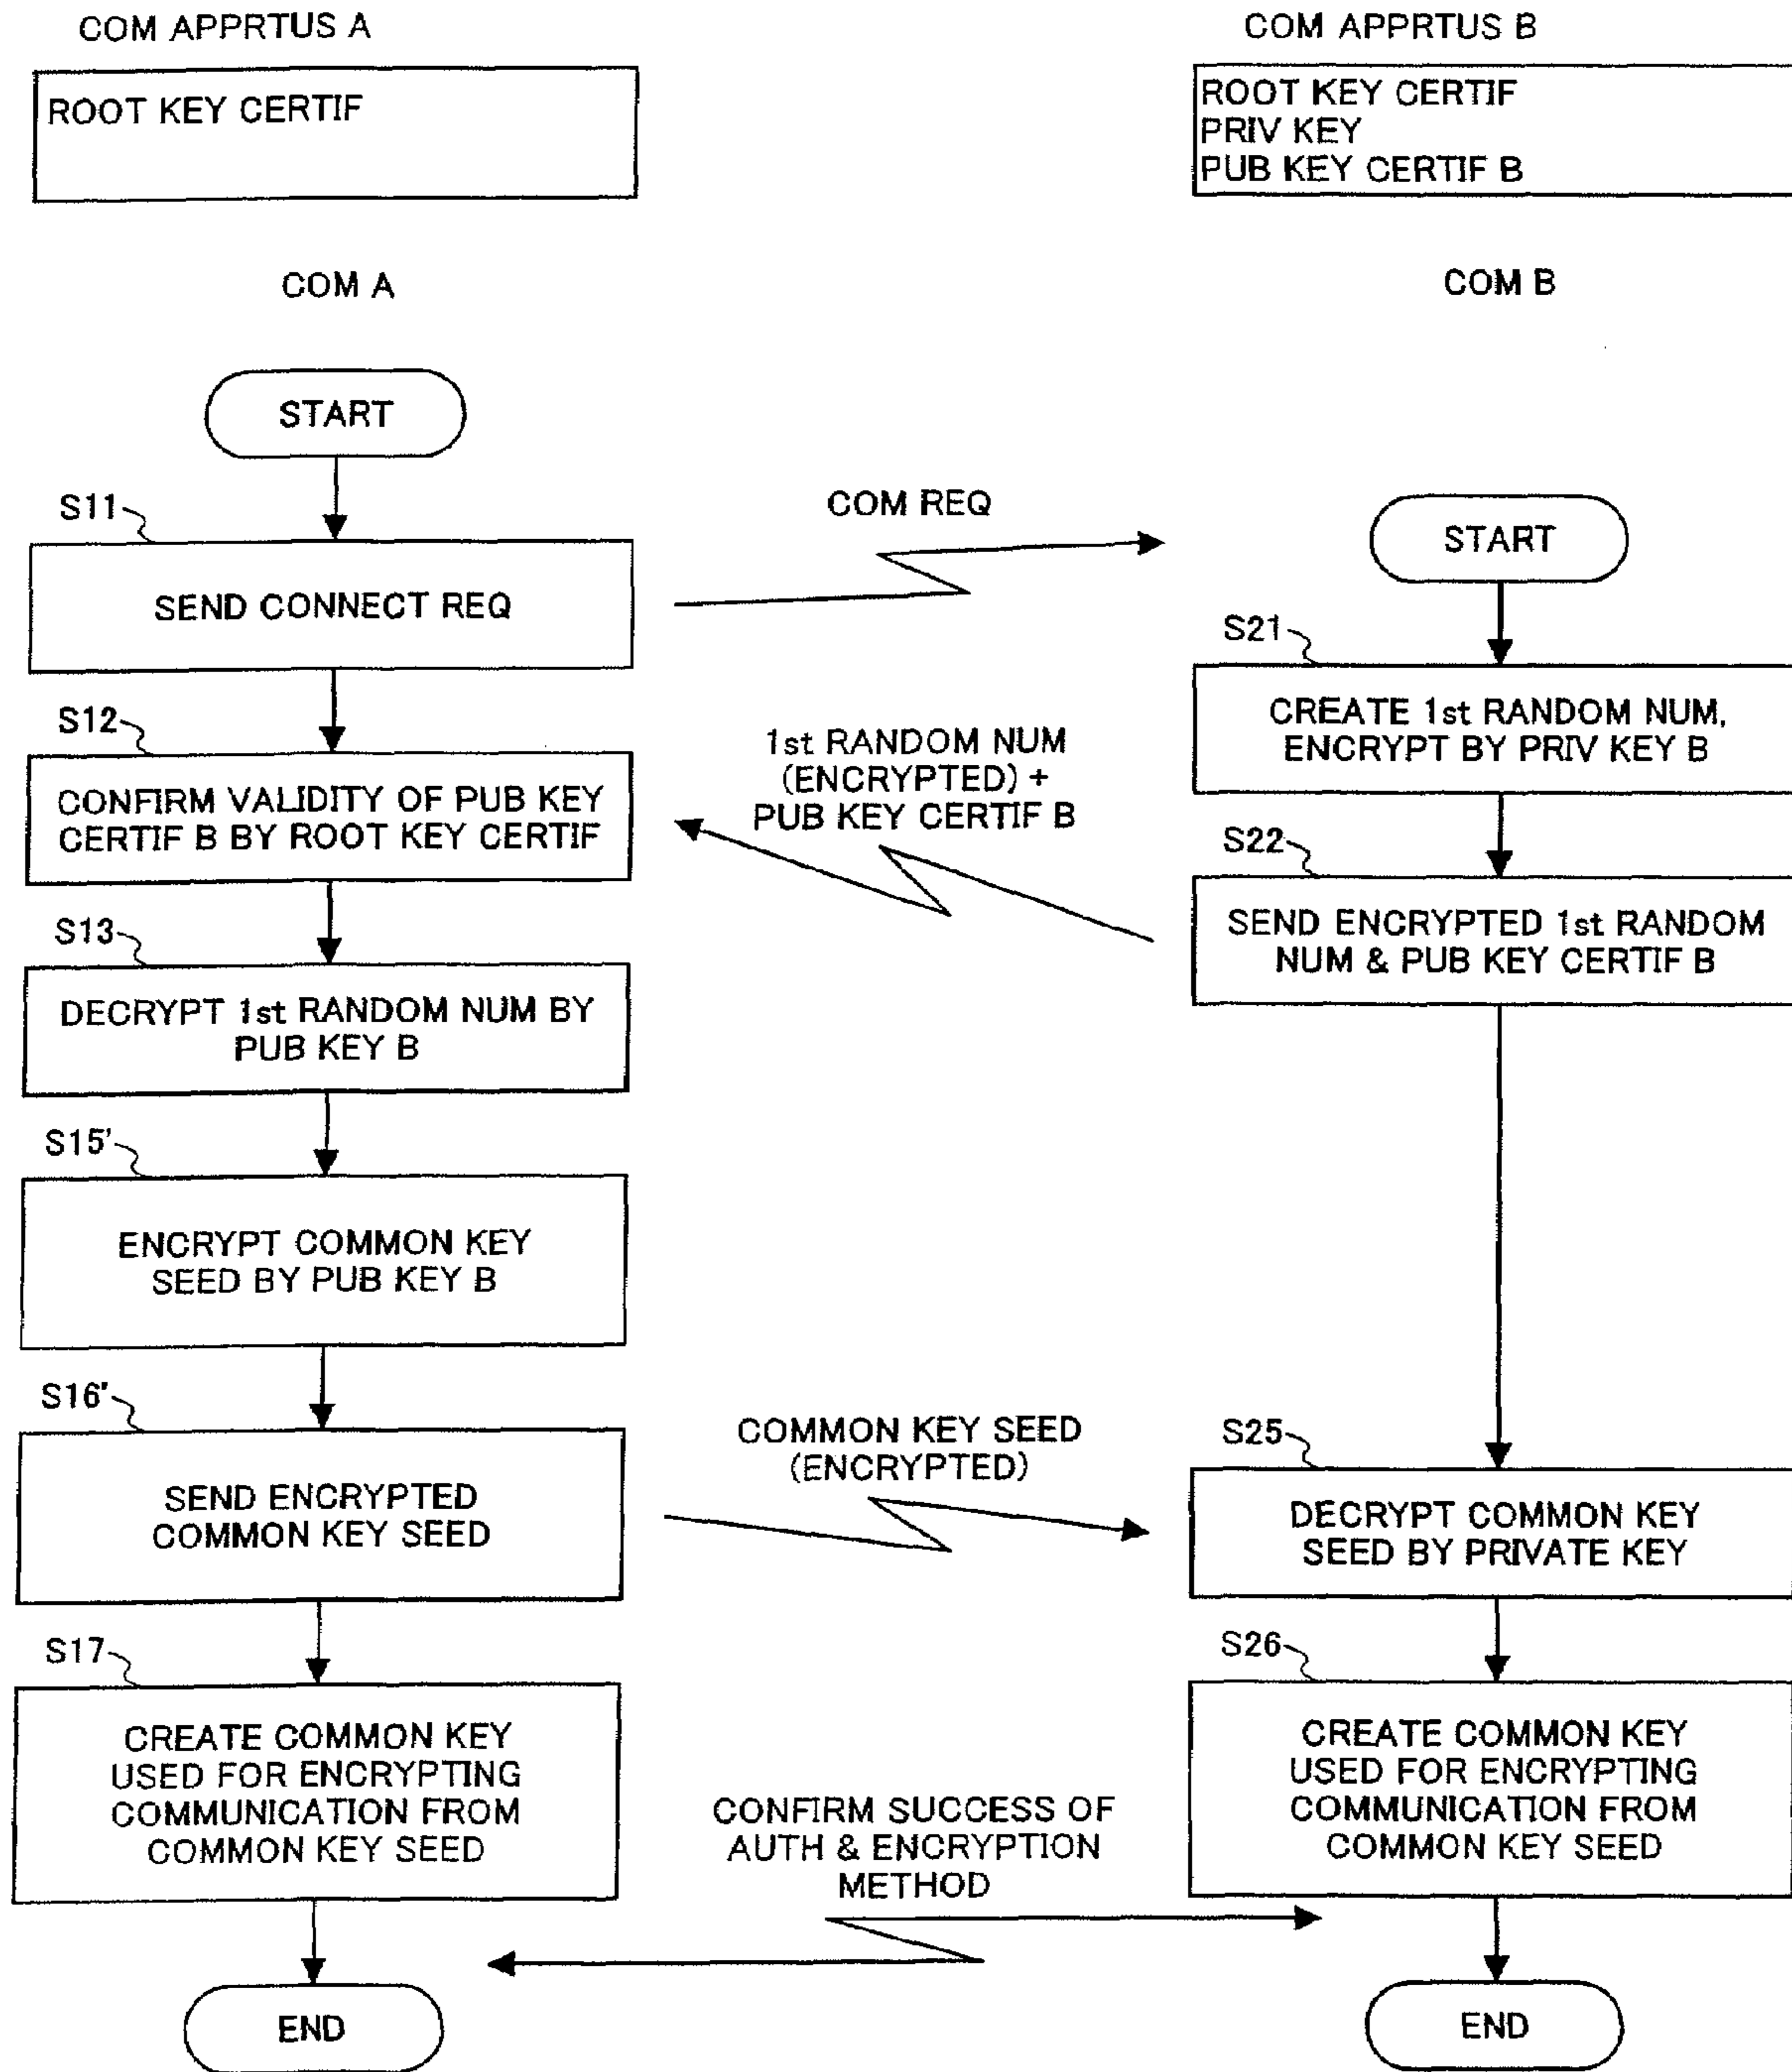 COM APPRTUS A
COM APPRTUS B
ROOT KEY CERTIF
ROOT KEY CERTIF
PRIV KEY
PUB KEY CERTIF B
COM A
COM B
START
S11
COM REQ
START
SEND CONNECT REQ
S21
S12
CREATE 1st RANDOM NUM,
ENCRYPT BY PRIV KEY B
1st RANDOM NUM
(ENCRYPTED) +
PUB KEY CERTIF B
CONFIRM VALIDITY OF PUB KEY
CERTIF B BY ROOT KEY CERTIF
S22
SEND ENCRYPTED 1st RANDOM
NUM & PUB KEY CERTIF B
S13
DECRYPT 1st RANDOM NUM BY
PUB KEY B
S15'
ENCRYPT COMMON KEY
SEED BY PUB KEY B
S16'
COMMON KEY SEED
(ENCRYPTED)
S25
SEND ENCRYPTED
COMMON KEY SEED
DECRYPT COMMON KEY
SEED BY PRIVATE KEY
S17
S26
CREATE COMMON KEY
USED FOR ENCRYPTING
COMMUNICATION FROM
COMMON KEY SEED
CONFIRM SUCCESS OF
AUTH & ENCRYPTION
METHOD
CREATE COMMON KEY
USED FOR ENCRYPTING
COMMUNICATION FROM
COMMON KEY SEED
END
END